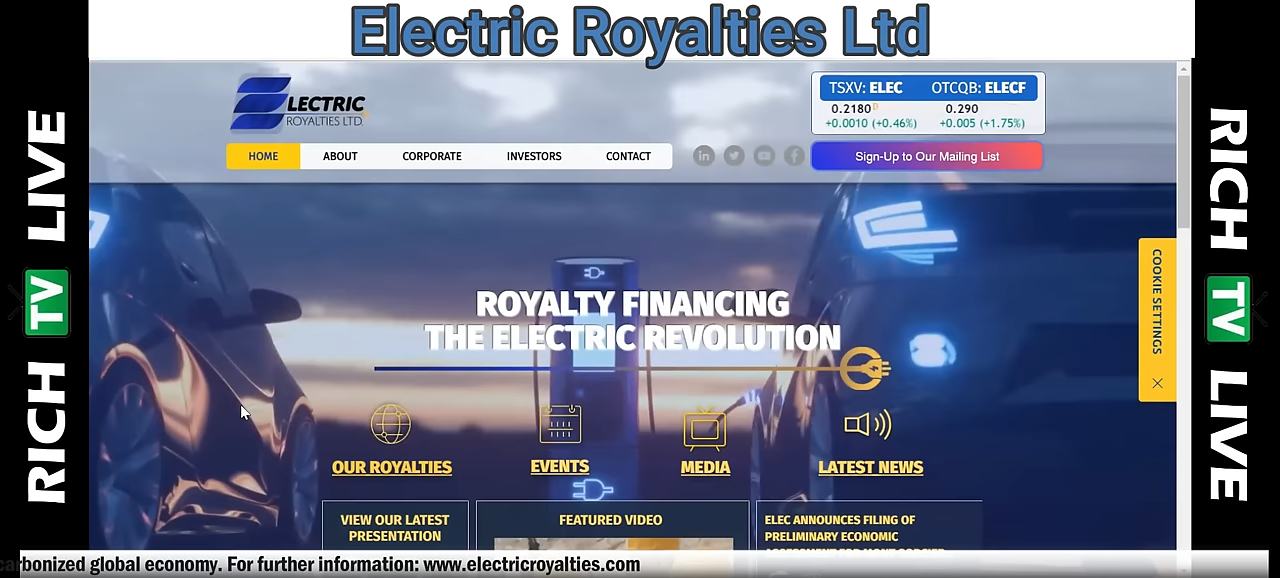 Electric Royalties Ltd
RICH TV LIVE
LECTRIC
ROYALTIES LTD.
TSXV: ELEC OTCQB: ELECF
0.2180 D 0.290
+0.0010 (+0.46%) +0.005 (+1.75%)
HOME ABOUT CORPORATE INVESTORS CONTACT
in f
Sign-Up to Our Mailing List
COOKIE SETTINGS
ROYALTY FINANCING
THE ELECTRIC REVOLUTION
OUR ROYALTIES EVENTS MEDIA LATEST NEWS
VIEW OUR LATEST
PRESENTATION
FEATURED VIDEO
ELEC ANNOUNCES FILING OF
PRELIMINARY ECONOMIC
carbonized global economy. For further information: www.electricroyalties.com
RICH TV LIVE